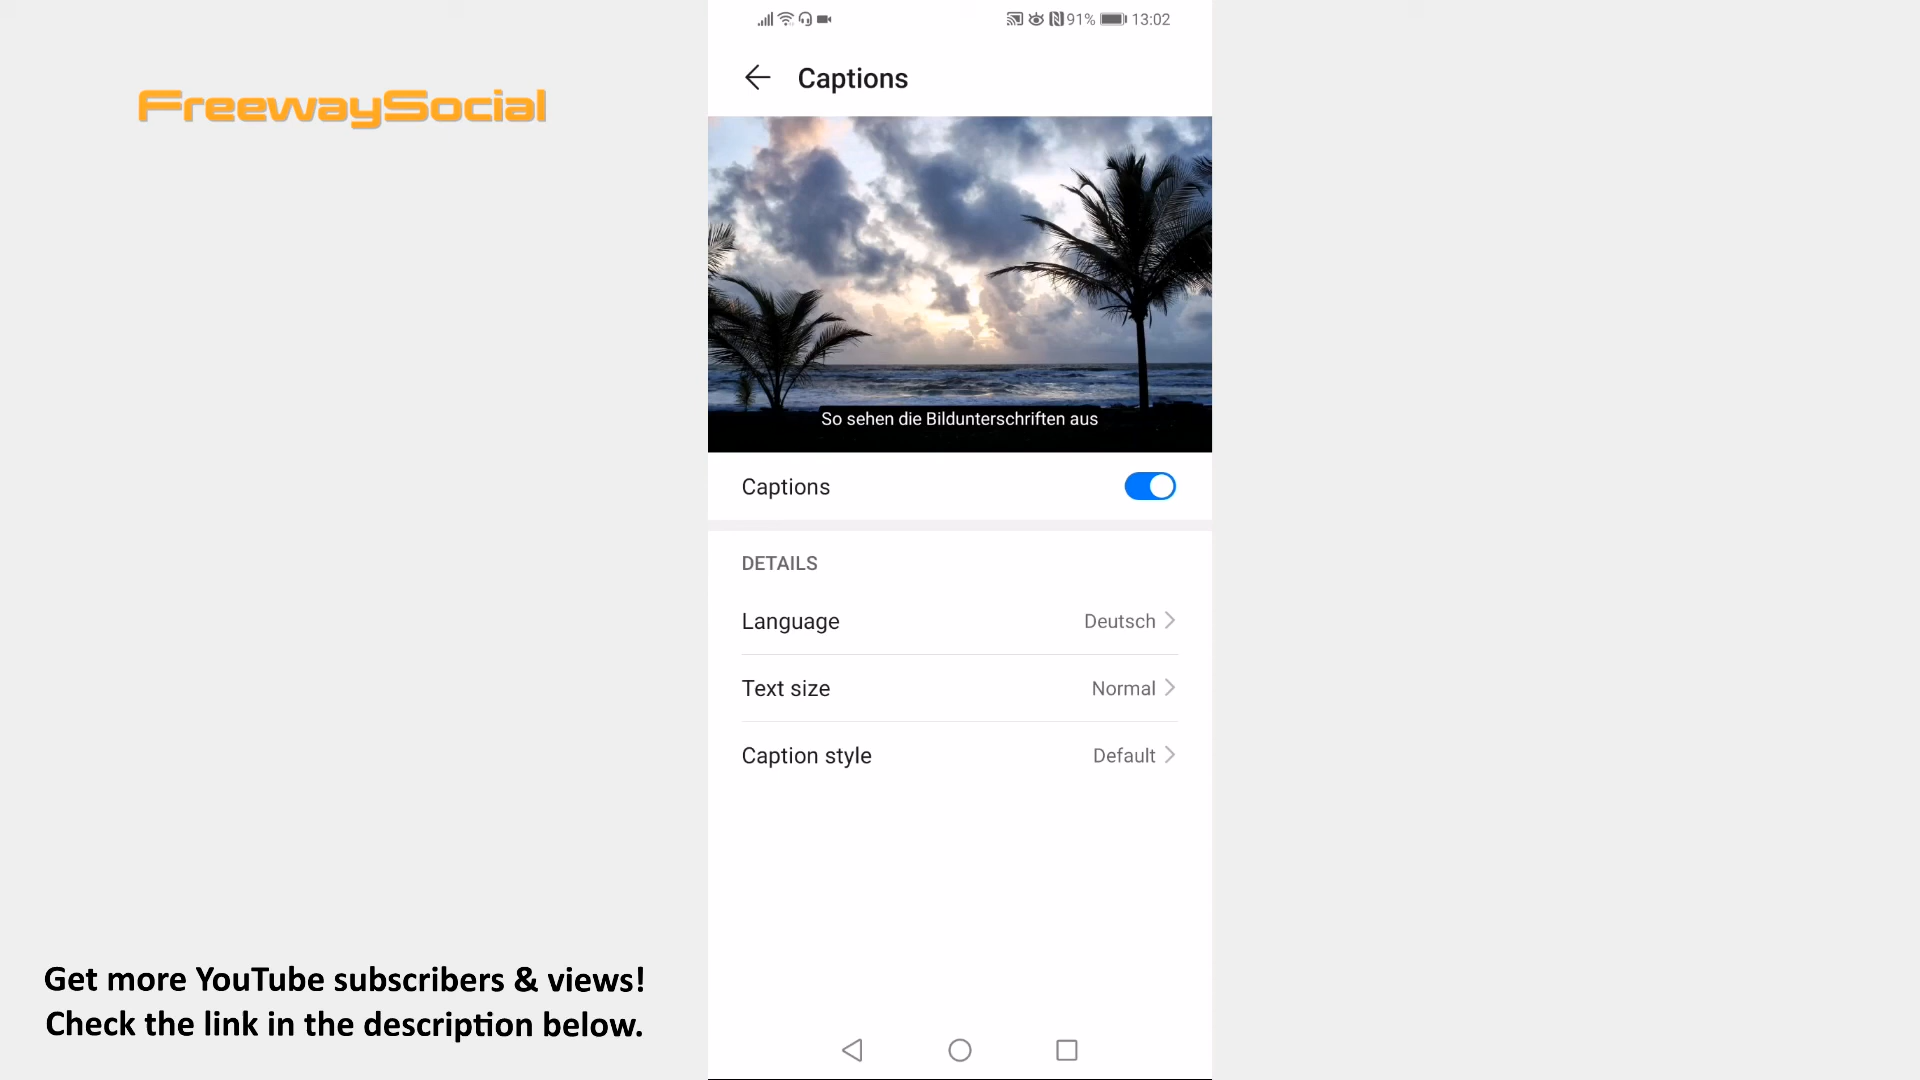 91% 13:02
Captions
FreewaySocial
So sehen die Bildunterschriften aus
Captions
DETAILS
Language Deutsch
Text size Normal
Caption style Default
Get more YouTube subscribers & views!
Check the link in the description below.